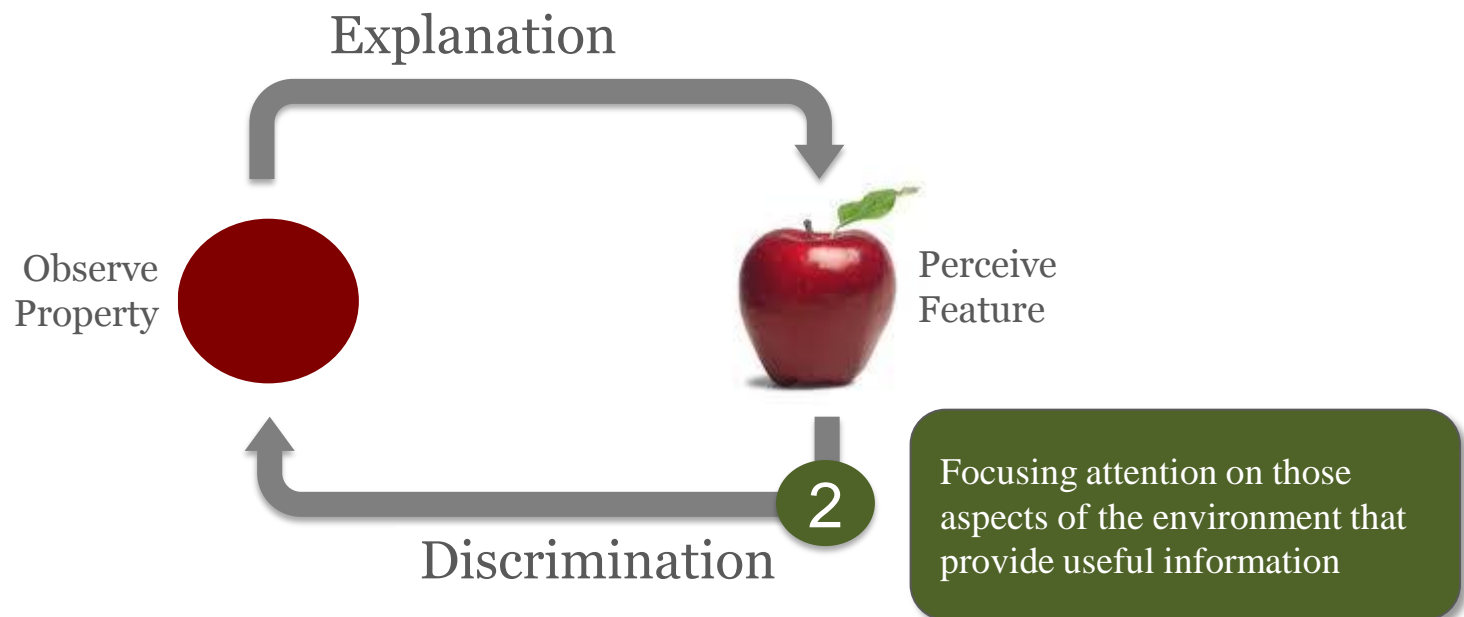 Explanation
Observe
Property
Perceive
Feature
2
Discrimination
Focusing attention on those
aspects of the environment that
provide useful information